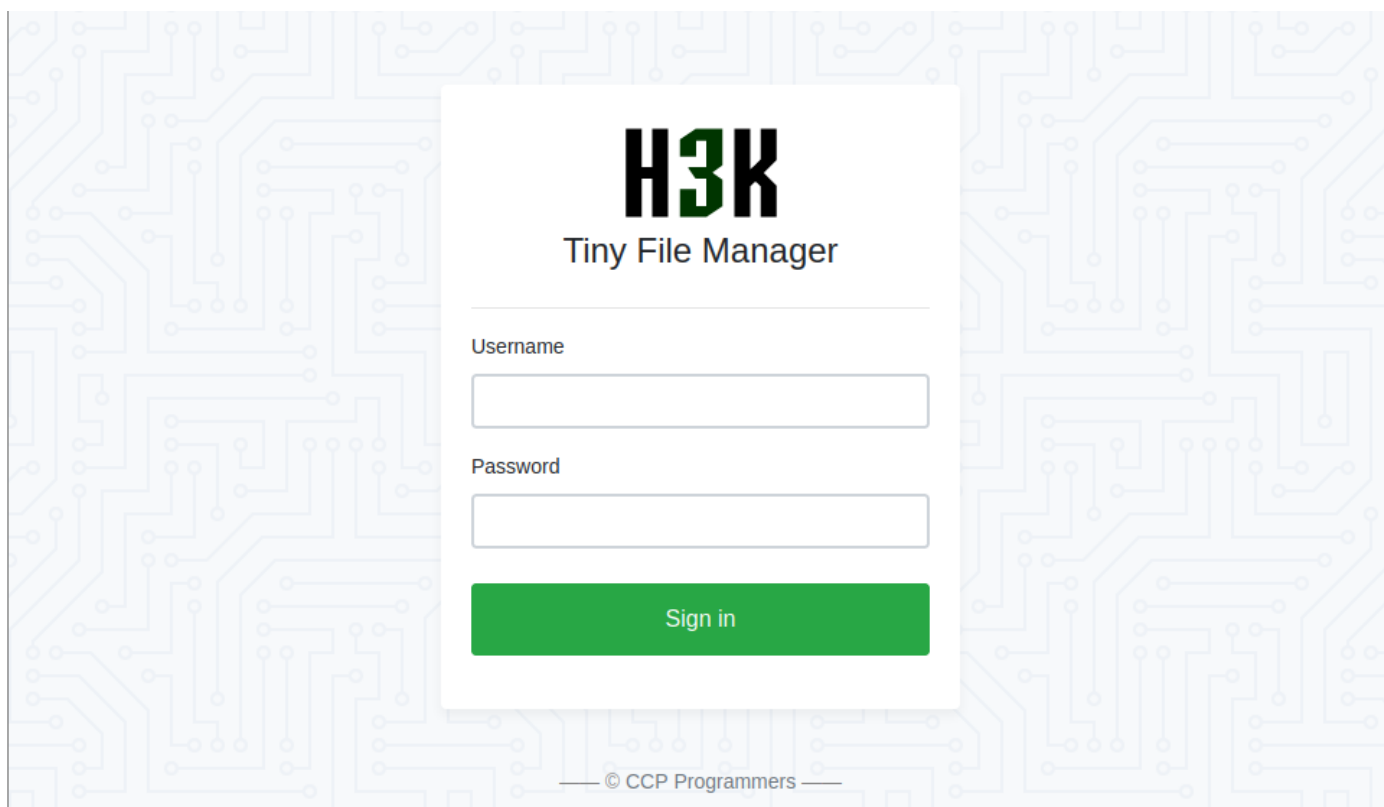 H3K
Tiny File Manager
Username
Password
Sign in
—— © CCP Programmers ——